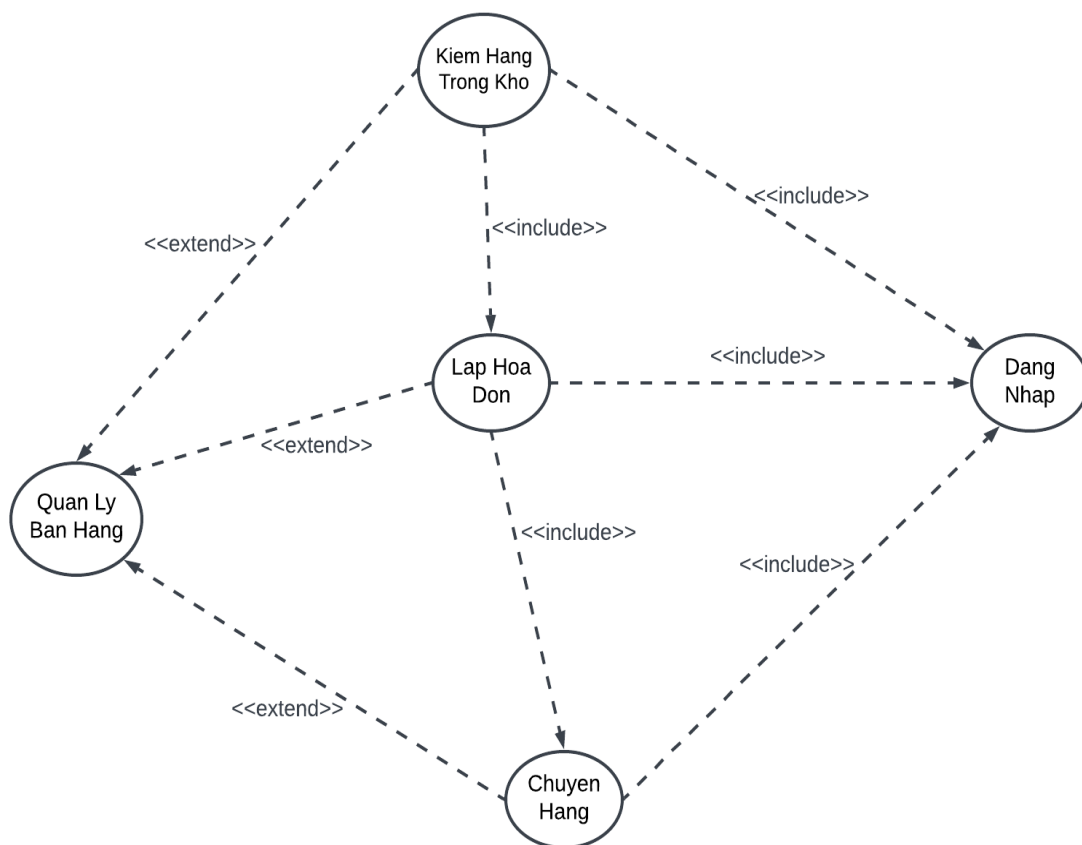 Kiem Hang
Trong Kho
<<include>>
<<include>>
<<extend>>
<<include>>
Lap Hoa
Don
Dang
Nhap
<<extend>>
Quan Ly
Ban Hang
<<include>>
<<include>>
<<extend>>
Chuyen
Hang